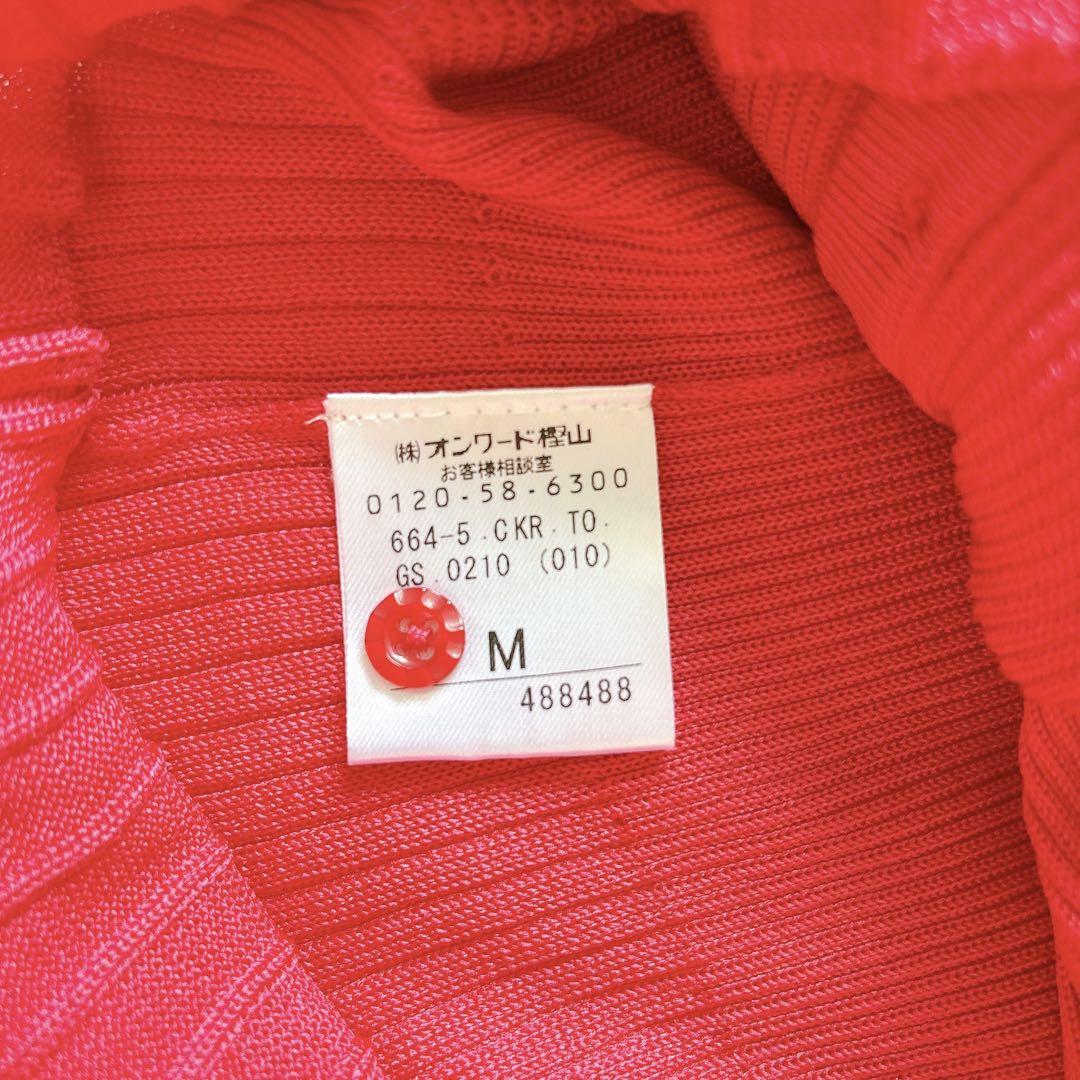 (株)オンワード樫山
お客様相談室
0120-58-6300
664-5.CKR.TO.
GS.0210 (010)
M
488488